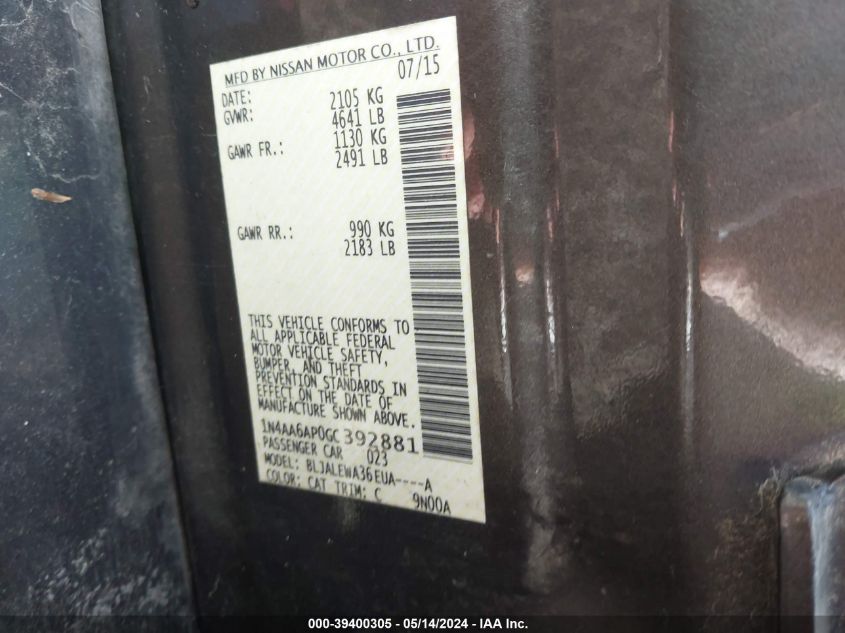 MFD BY NISSAN MOTOR CO., LTD.
DATE: 07/15
GVWR: 2105 KG
4641 LB
GAWR FR.: 1130 KG
2491 LB
GAWR RR.: 990 KG
2183 LB
THIS VEHICLE CONFORMS TO
ALL APPLICABLE FEDERAL
MOTOR VEHICLE SAFETY,
BUMPER, AND THEFT
PREVENTION STANDARDS IN
EFFECT ON THE DATE OF
MANUFACTURE SHOWN ABOVE.
1N4AA6AP0GC392881
PASSENGER CAR 023
MODEL: BLJALEWA36EUA----A
COLOR: CAT TRIM: C 9N00A
000-39400305 - 05/14/2024 - IAA Inc.